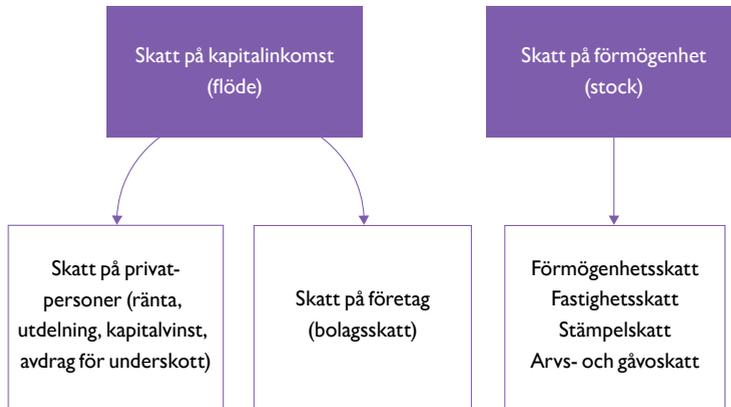 Skatt på kapitalinkomst
(flöde)
Skatt på förmögenhet
(stock)
Skatt på privat-
personer (ränta,
utdelning, kapitalvinst,
avdrag för underskott)
Skatt på företag
(bolagsskatt)
Förmögenhetsskatt
Fastighetsskatt
Stämpelskatt
Arvs- och gåvoskatt